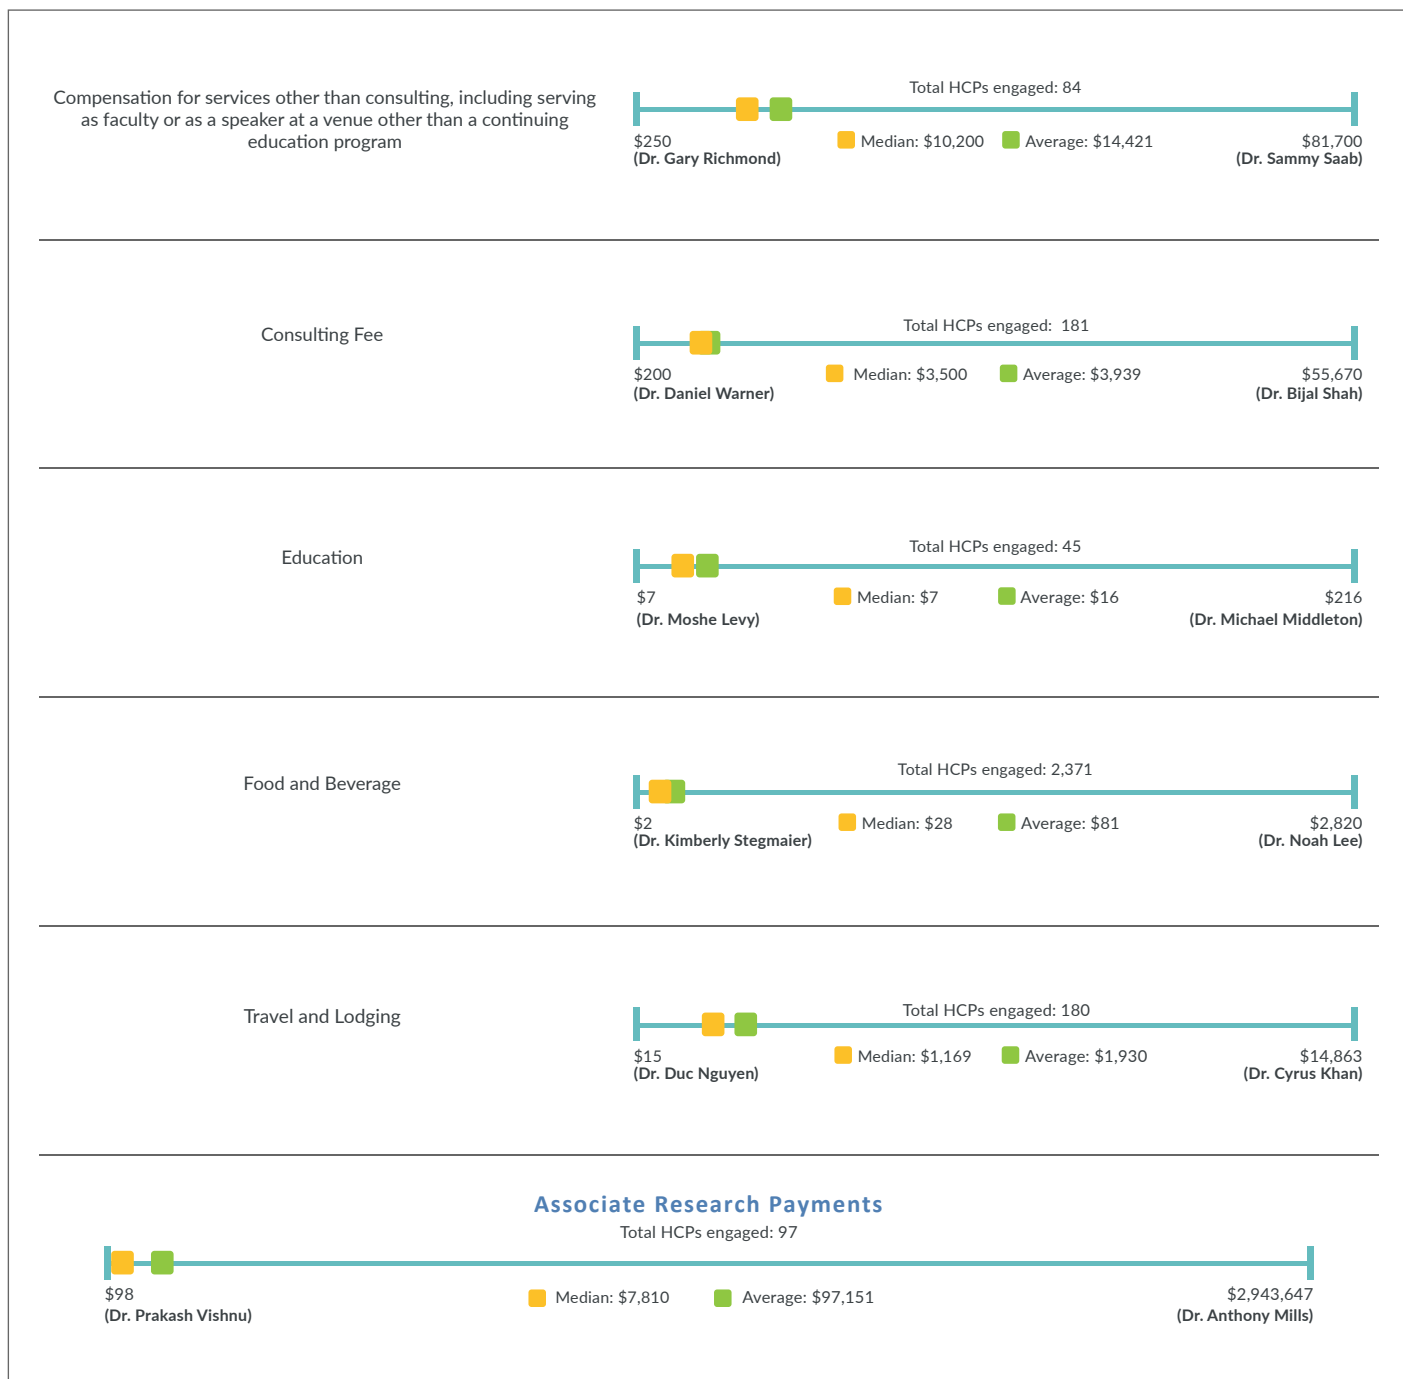 Compensation for services other than consulting, including serving
as faculty or as a speaker at a venue other than a continuing
education program
Total HCPs engaged: 84
$250
(Dr. Gary Richmond)
Median: $10,200
Average: $14,421
$81,700
(Dr. Sammy Saab)
Consulting Fee
Total HCPs engaged: 181
$200
(Dr. Daniel Warner)
Median: $3,500
Average: $3,939
$55,670
(Dr. Bijal Shah)
Education
Total HCPs engaged: 45
$7
(Dr. Moshe Levy)
Median: $7
Average: $16
$216
(Dr. Michael Middleton)
Food and Beverage
Total HCPs engaged: 2,371
$2
(Dr. Kimberly Stegmaier)
Median: $28
Average: $81
$2,820
(Dr. Noah Lee)
Travel and Lodging
Total HCPs engaged: 180
$15
(Dr. Duc Nguyen)
Median: $1,169
Average: $1,930
$14,863
(Dr. Cyrus Khan)
Associate Research Payments
Total HCPs engaged: 97
$98
(Dr. Prakash Vishnu)
Median: $7,810
Average: $97,151
$2,943,647
(Dr. Anthony Mills)